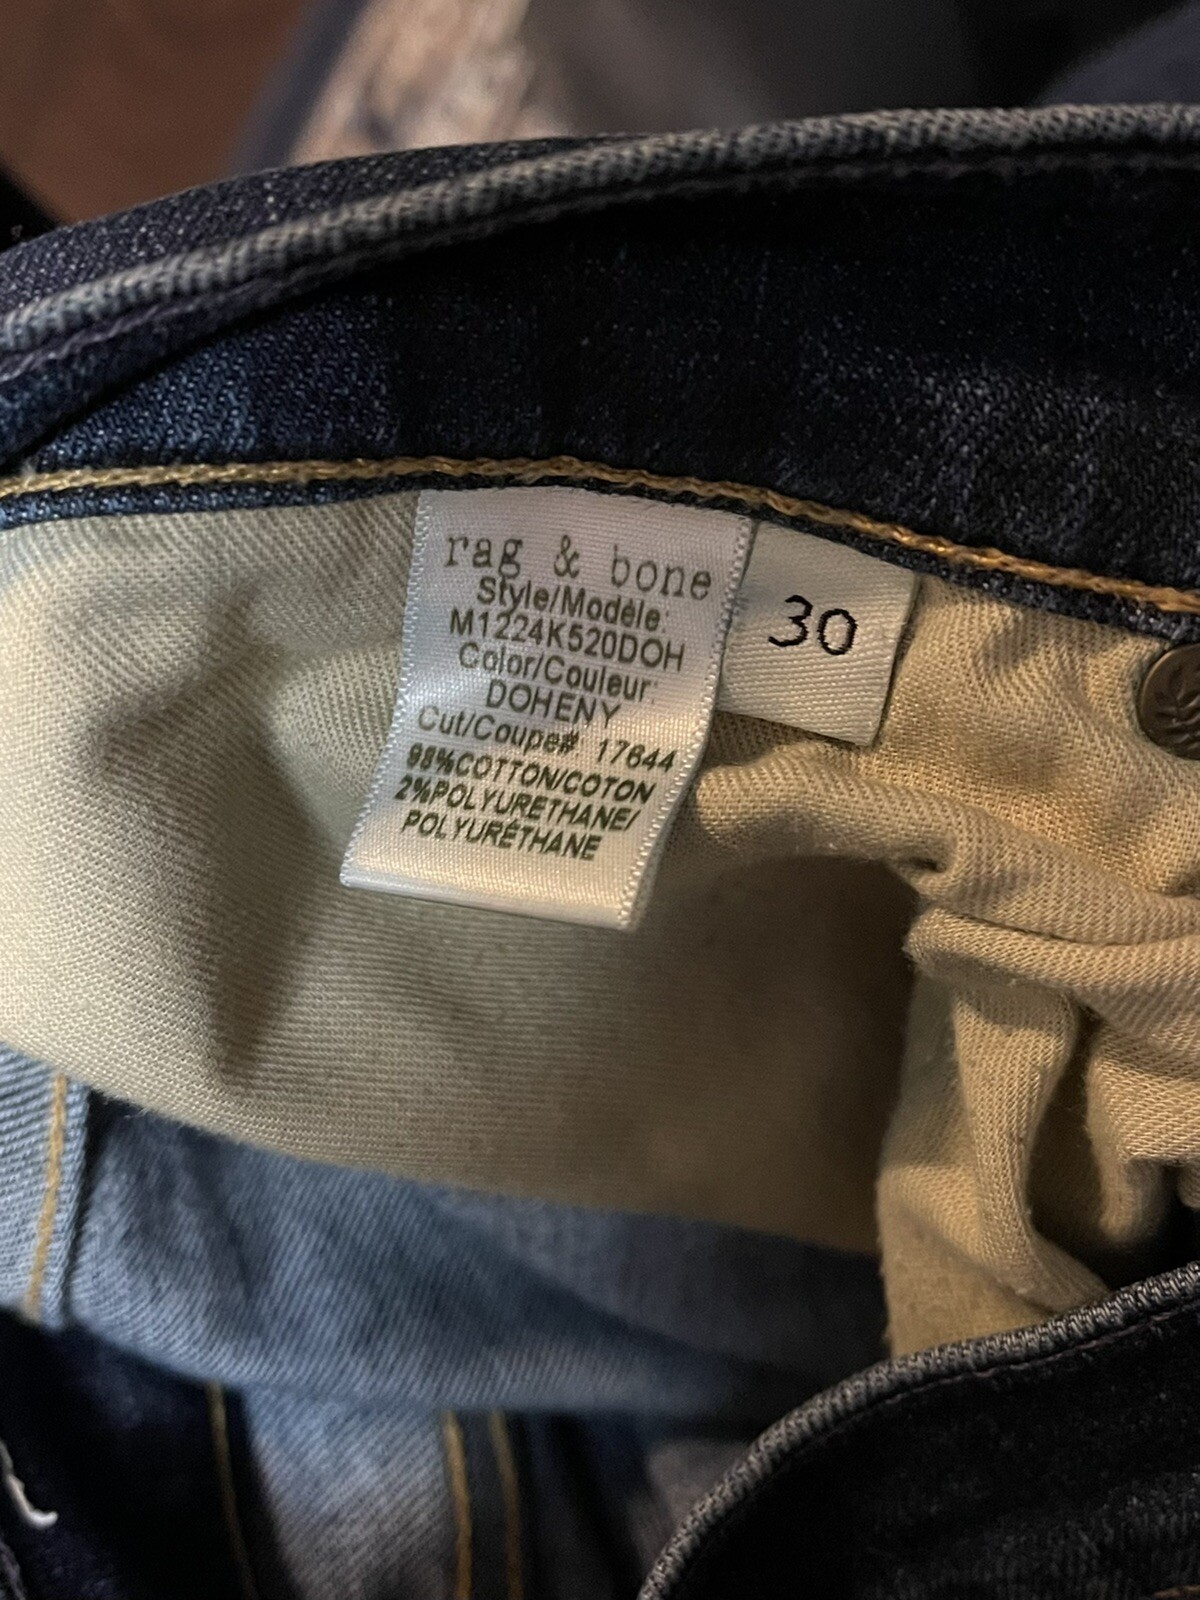 rag & bone
Style/Modèle:
M1224K520DOH
Color/Couleur:
DOHENY
Cut/Coupe# 17644
98%COTTON/COTON
2%POLYURETHANE/
POLYURÉTHANE
30